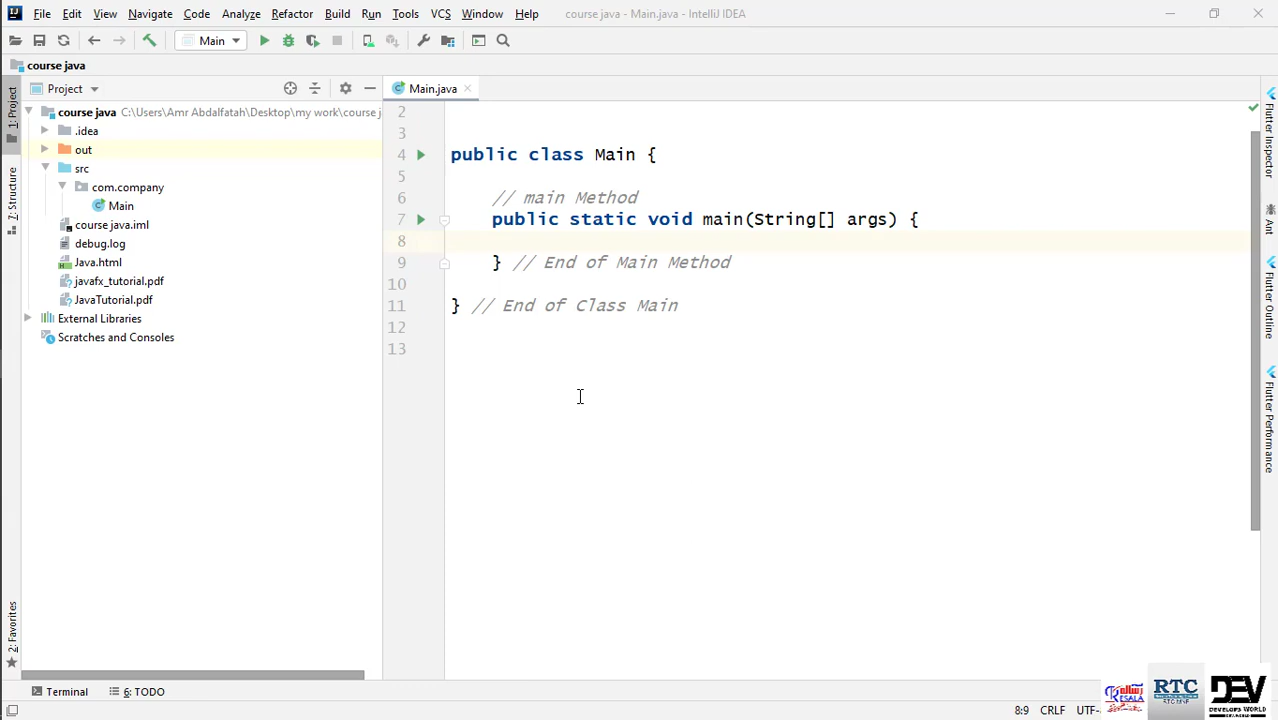 File Edit View Navigate Code Analyze Refactor Build Run Tools VCS Window Help course java - Main.java - IntelliJ IDEA
Main
course java
Project
Main.java
1: Project
Z: Structure
2: Favorites
course java C:\Users\Amr Abdalfatah\Desktop\my work\course j
.idea
out
src
com.company
Main
course java.iml
debug.log
Java.html
javafx_tutorial.pdf
JavaTutorial.pdf
External Libraries
Scratches and Consoles
2
3
4 public class Main {
5
6 // main Method
7 public static void main(String[] args) {
8
9 } // End of Main Method
10
11 } // End of Class Main
12
13
Flutter Inspector
Ant
Flutter Outline
Flutter Performance
Terminal 6: TODO
8:9 CRLF UTF-
رسالة
RESALA
RTC
DEV